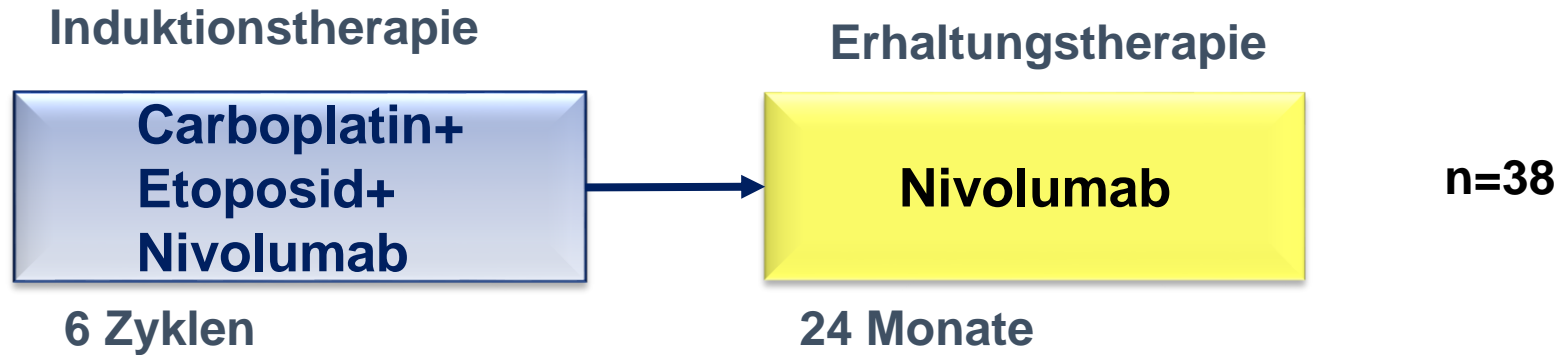 Induktionstherapie
Carboplatin+
Etoposid+
Nivolumab
6 Zyklen
Erhaltungstherapie
Nivolumab
24 Monate
n=38